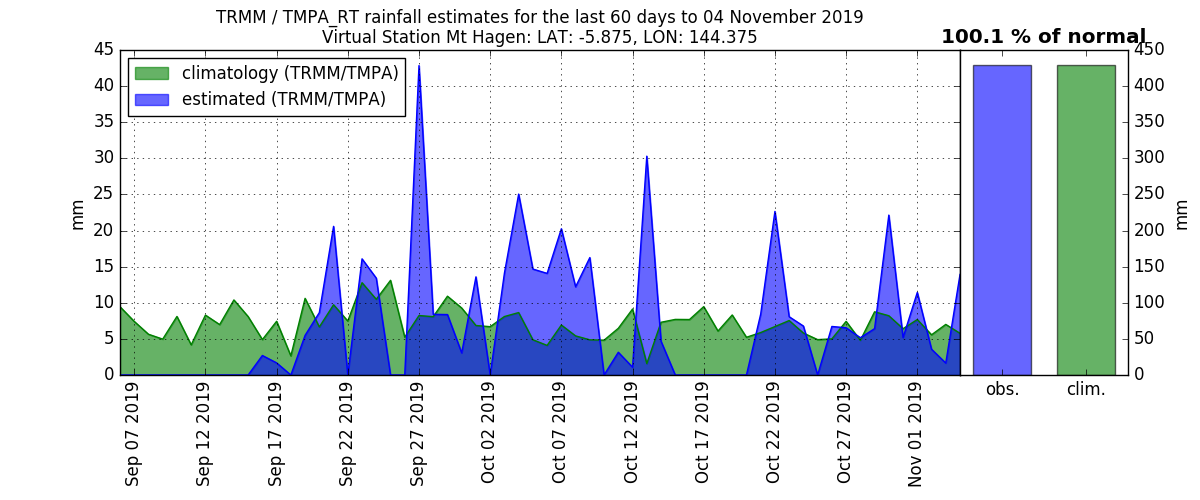 TRMM / TMPA_RT rainfall estimates for the last 60 days to 04 November 2019
Virtual Station Mt Hagen: LAT: -5.875, LON: 144.375
100.1 % of normal
climatology (TRMM/TMPA)
estimated (TRMM/TMPA)
45
40
35
30
25
20
15
10
5
0
mm
450
400
350
300
250
200
150
100
50
0
mm
obs.
clim.
Sep 07 2019
Sep 12 2019
Sep 17 2019
Sep 22 2019
Sep 27 2019
Oct 02 2019
Oct 07 2019
Oct 12 2019
Oct 17 2019
Oct 22 2019
Oct 27 2019
Nov 01 2019